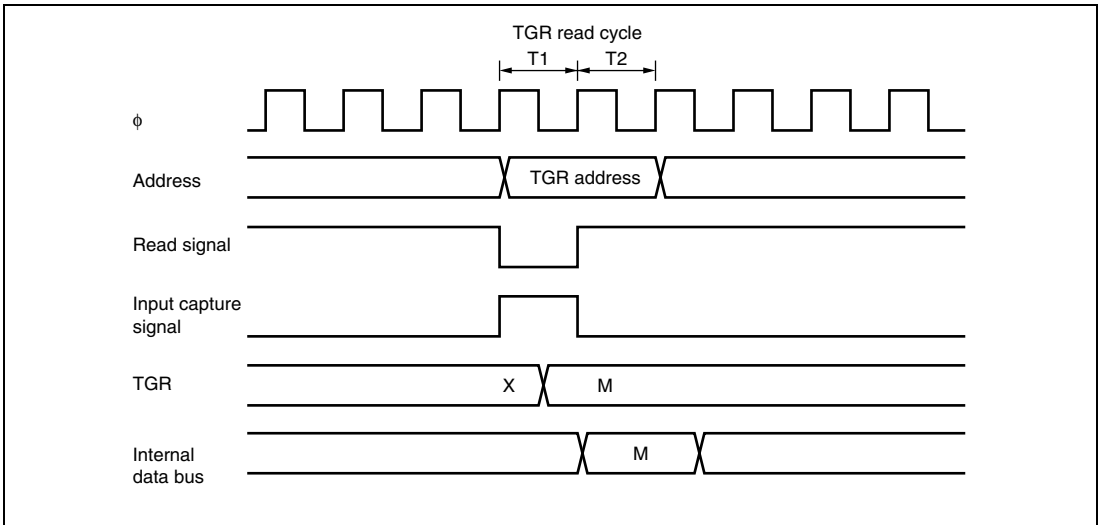 TGR read cycle
T1 T2
ϕ
Address
TGR address
Read signal
Input capture
signal
TGR
X M
Internal
data bus
M